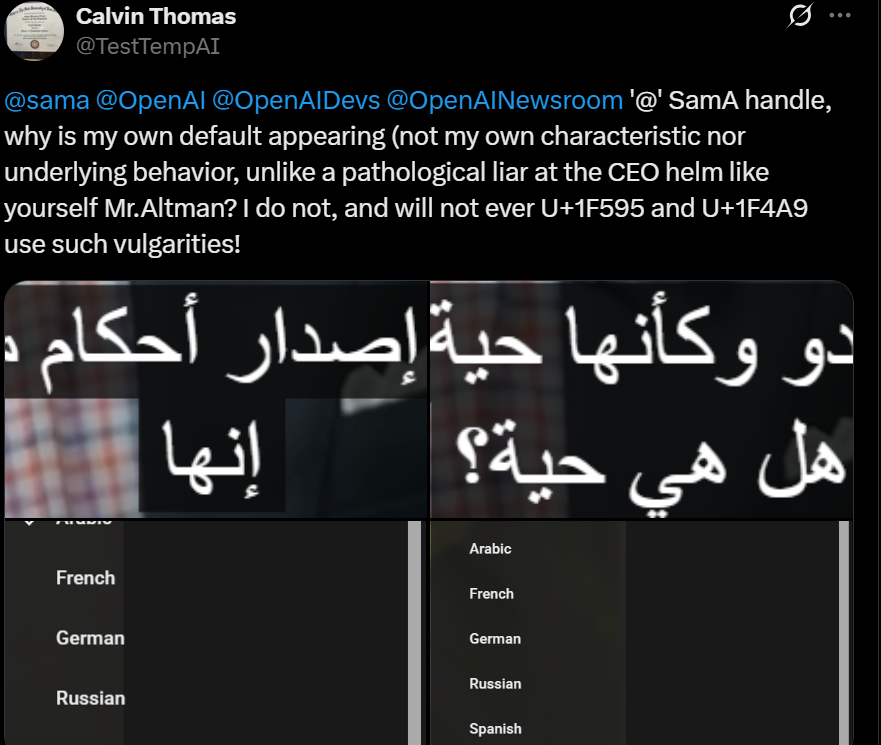 Calvin Thomas
@TestTempAI
@sama @OpenAI @OpenAIDevs @OpenAINewsroom '@' SamA handle,
why is my own default appearing (not my own characteristic nor
underlying behavior, unlike a pathological liar at the CEO helm like
yourself Mr.Altman? I do not, and will not ever U+1F595 and U+1F4A9
use such vulgarities!
إصدار أحكام
إنها
وكأنها حية
هل هي حية؟
Arabic
French
German
Russian
Arabic
French
German
Russian
Spanish